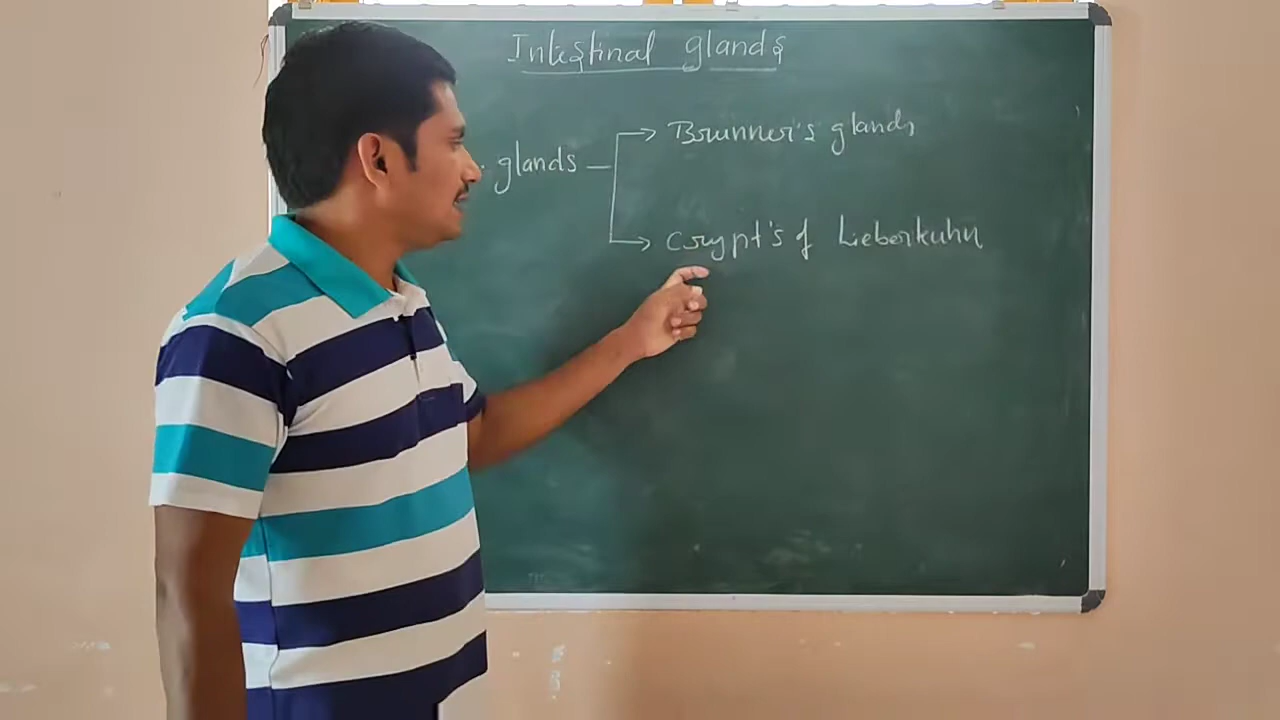 Intestinal glands
glands
Brunner's glands
Crypt's of Lieberkuhn